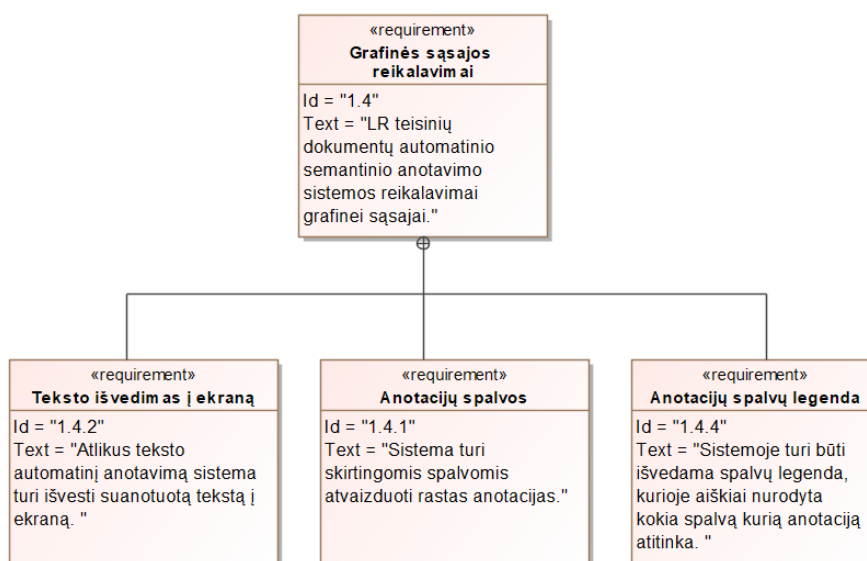 «requirement»
Grafinės sąsajos
reikalavimai
Id = "1.4"
Text = "LR teisinių
dokumentų automatinio
semantinio anotavimo
sistemos reikalavimai
grafinei sąsajai."
«requirement»
Teksto išvedimas į ekraną
Id = "1.4.2"
Text = "Atlikus teksto
automatinį anotavimą sistema
turi išvesti suanotuotą tekstą į
ekraną. "
«requirement»
Anotacijų spalvos
Id = "1.4.1"
Text = "Sistema turi
skirtingomis spalvomis
atvaizduoti rastas anotacijas."
«requirement»
Anotacijų spalvų legenda
Id = "1.4.4"
Text = "Sistemoje turi būti
išvedama spalvų legenda,
kurioje aiškiai nurodyta
kokia spalvą kurią anotaciją
atitinka. "